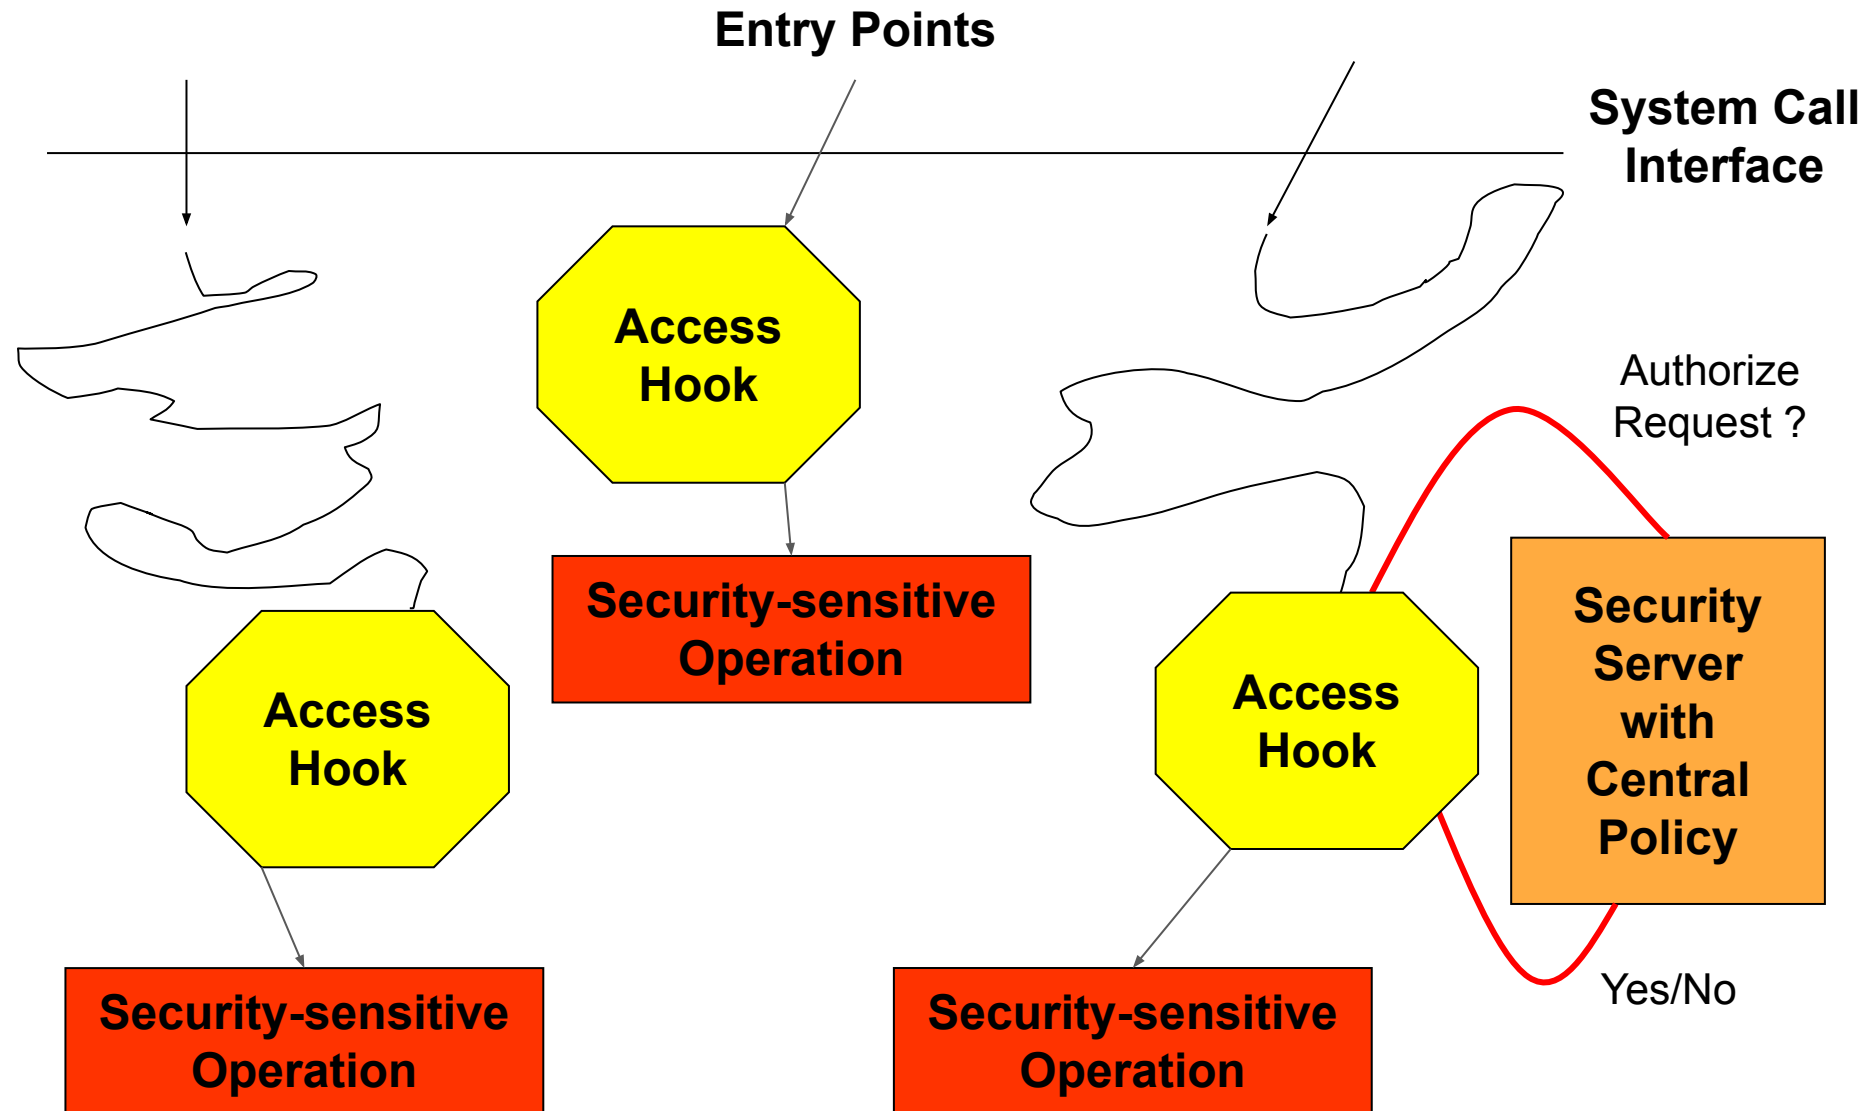 Entry Points
System Call
Interface
Access
Hook
Authorize
Request ?
Security-sensitive
Operation
Security
Server
with
Central
Policy
Access
Hook
Access
Hook
Yes/No
Security-sensitive
Operation
Security-sensitive
Operation